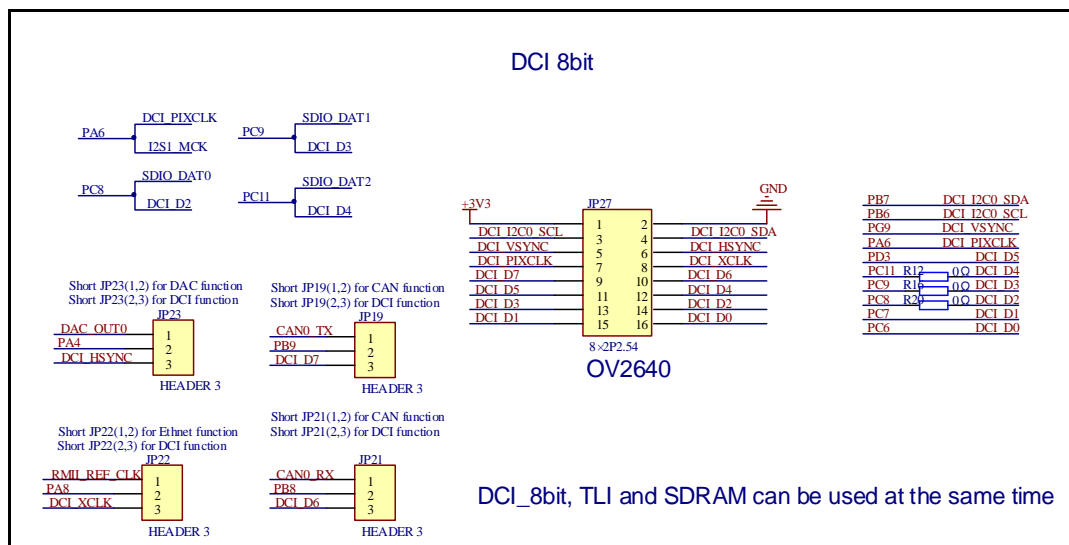 DCI 8bit
PA6 DCI_PIXCLK
I2S1_MCK
PC9 SDIO_DAT1
DCI_D3
PC8 SDIO_DAT0
DCI_D2
PC11 SDIO_DAT2
DCI_D4
Short JP23(1,2) for DAC function
Short JP23(2,3) for DCI function
JP23
DAC_OUT0 1
PA4 2
DCI_HSYNC 3
HEADER 3
Short JP19(1,2) for CAN function
Short JP19(2,3) for DCI function
JP19
CAN0_TX 1
PB9 2
DCI_D7 3
HEADER 3
Short JP22(1,2) for Ethnet function
Short JP22(2,3) for DCI function
JP22
RMII_REF_CLK 1
PA8 2
DCI_XCLK 3
HEADER 3
Short JP21(1,2) for CAN function
Short JP21(2,3) for DCI function
JP21
CAN0_RX 1
PB8 2
DCI_D6 3
HEADER 3
+3V3 JP27 GND
1 2
DCI_I2C0_SCL 3 4 DCI_I2C0_SDA
DCI_VSYNC 5 6 DCI_HSYNC
DCI_PIXCLK 7 8 DCI_XCLK
DCI_D7 9 10 DCI_D6
DCI_D5 11 12 DCI_D4
DCI_D3 13 14 DCI_D2
DCI_D1 15 16 DCI_D0
8×2P2.54
OV2640
PB7 DCI_I2C0_SDA
PB6 DCI_I2C0_SCL
PG9 DCI_VSYNC
PA6 DCI_PIXCLK
PD3 DCI_D5
PC11 R12 0Ω DCI_D4
PC9 R16 0Ω DCI_D3
PC8 R20 0Ω DCI_D2
PC7 DCI_D1
PC6 DCI_D0
DCI_8bit, TLI and SDRAM can be used at the same time